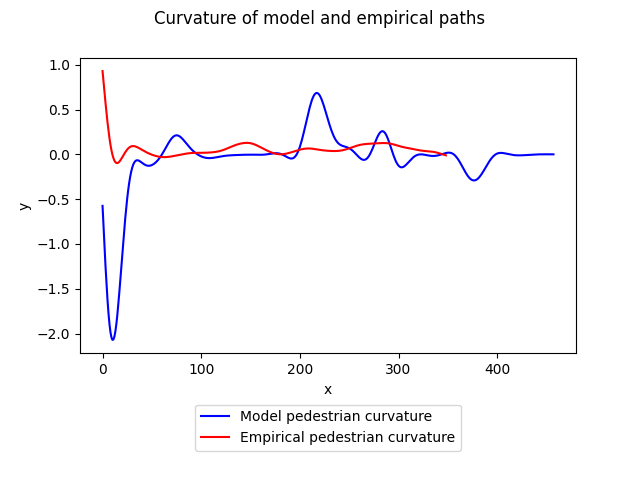 Curvature of model and empirical paths
1.0
0.5
0.0
−0.5
−1.0
−1.5
−2.0
y
0 100 200 300 400
x
Model pedestrian curvature
Empirical pedestrian curvature